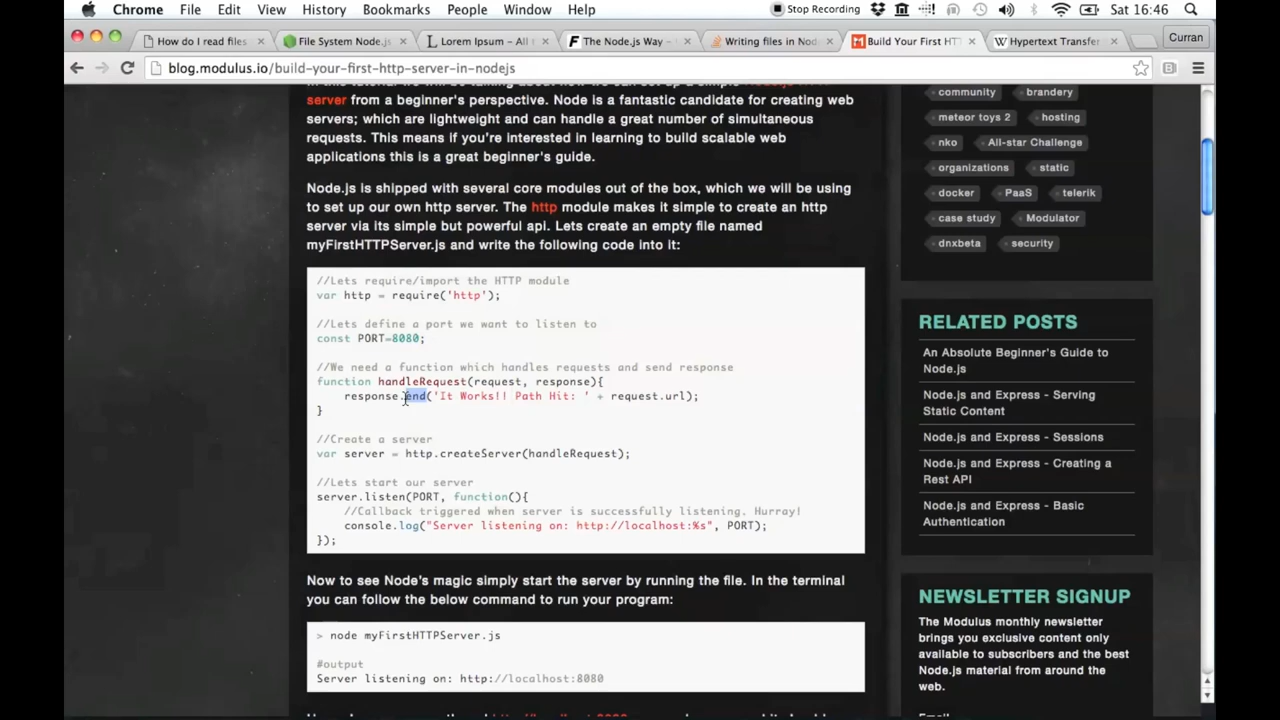 Chrome File Edit View History Bookmarks People Window Help Stop Recording Sat 16:46
How do I read files File System Node.js Lorem Ipsum – All The Node.js Way – Writing files in Node Build Your First HTT Hypertext Transfer Curran
blog.modulus.io/build-your-first-http-server-in-nodejs
server from a beginner's perspective. Node is a fantastic candidate for creating web
servers; which are lightweight and can handle a great number of simultaneous
requests. This means if you're interested in learning to build scalable web
applications this is a great beginner's guide.
Node.js is shipped with several core modules out of the box, which we will be using
to set up our own http server. The http module makes it simple to create an http
server via its simple but powerful api. Lets create an empty file named
myFirstHTTPServer.js and write the following code into it:
//Lets require/import the HTTP module
var http = require('http');
//Lets define a port we want to listen to
const PORT=8080;
//We need a function which handles requests and send response
function handleRequest(request, response){
response.end('It Works!! Path Hit: ' + request.url);
}
//Create a server
var server = http.createServer(handleRequest);
//Lets start our server
server.listen(PORT, function(){
//Callback triggered when server is successfully listening. Hurray!
console.log("Server listening on: http://localhost:%s", PORT);
});
Now to see Node's magic simply start the server by running the file. In the terminal
you can follow the below command to run your program:
> node myFirstHTTPServer.js
#output
Server listening on: http://localhost:8080
community brandery
meteor toys 2 hosting
nko All-star Challenge
organizations static
docker PaaS telerik
case study Modulator
dnxbeta security
RELATED POSTS
An Absolute Beginner's Guide to
Node.js
Node.js and Express - Serving
Static Content
Node.js and Express - Sessions
Node.js and Express - Creating a
Rest API
Node.js and Express - Basic
Authentication
NEWSLETTER SIGNUP
The Modulus monthly newsletter
brings you exclusive content only
available to subscribers and the best
Node.js material from around the
web.